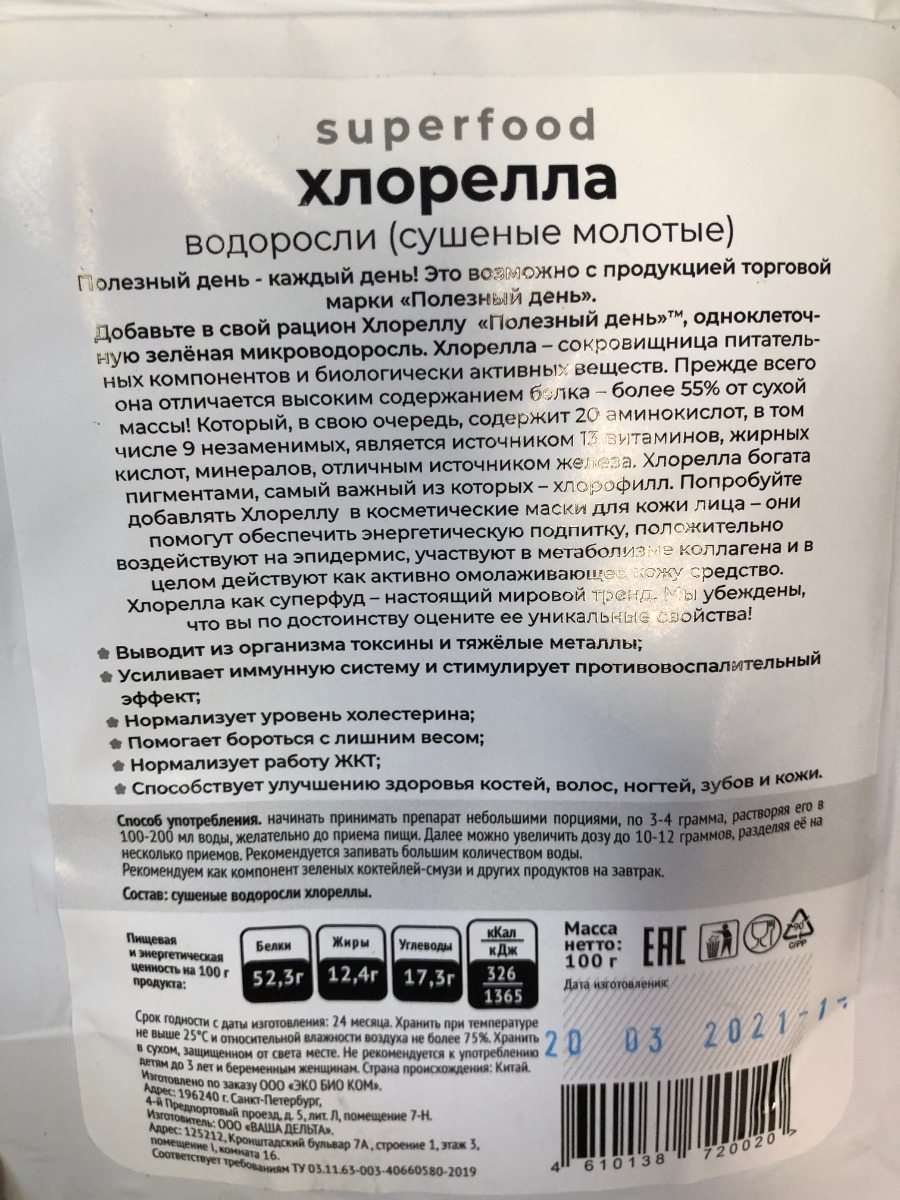 superfood
хлорелла
водоросли (сушеные молотые)
Полезный день - каждый день! Это возможно с продукцией торговой
марки «Полезный день».
Добавьте в свой рацион Хлореллу «Полезный день»™, одноклеточ-
ную зелёная микроводоросль. Хлорелла – сокровищница питатель-
ных компонентов и биологически активных веществ. Прежде всего
она отличается высоким содержанием белка – более 55% от сухой
массы! Который, в свою очередь, содержит 20 аминокислот, в том
числе 9 незаменимых, является источником 13 витаминов, жирных
кислот, минералов, отличным источником железа. Хлорелла богата
пигментами, самый важный из которых – хлорофилл. Попробуйте
добавлять Хлореллу в косметические маски для кожи лица – они
помогут обеспечить энергетическую подпитку, положительно
воздействуют на эпидермис, участвуют в метаболизме коллагена и в
целом действуют как активно омолаживающее кожу средство.
Хлорелла как суперфуд – настоящий мировой тренд. Мы убеждены,
что вы по достоинству оцените ее уникальные свойства!
Выводит из организма токсины и тяжёлые металлы;
Усиливает иммунную систему и стимулирует противовоспалительный
эффект;
Нормализует уровень холестерина;
Помогает бороться с лишним весом;
Нормализует работу ЖКТ;
Способствует улучшению здоровья костей, волос, ногтей, зубов и кожи.
Способ употребления. начинать принимать препарат небольшими порциями, по 3-4 грамма, растворяя его в
100-200 мл воды, желательно до приема пищи. Далее можно увеличить дозу до 10-12 граммов, разделяя её на
несколько приемов. Рекомендуется запивать большим количеством воды.
Рекомендуем как компонент зеленых коктейлей-смузи и других продуктов на завтрак.
Состав: сушеные водоросли хлореллы.
Пищевая
и энергетическая
ценность на 100 г
продукта:
Белки
52,3г
Жиры
12,4г
Углеводы
17,3г
кКал
кДж
326
1365
Масса
нетто:
100 г
EAC
90
C/PP
Дата изготовления:
20 03 2021
Срок годности с даты изготовления: 24 месяца. Хранить при температуре
не выше 25°С и относительной влажности воздуха не более 75%. Хранить
в сухом, защищенном от света месте. Не рекомендуется к употреблению
детям до 3 лет и беременным женщинам. Страна происхождения: Китай.
Изготовлено по заказу ООО «ЭКО БИО КОМ».
Адрес: 196240 г. Санкт-Петербург,
4-й Предпортовый проезд, д. 5, лит. Л, помещение 7-Н.
Изготовитель: ООО «ВАША ДЕЛЬТА».
Адрес: 125212, Кронштадский бульвар 7А, строение 1, этаж 3,
помещение I, комната 16.
Соответствует требованиям ТУ 03.11.63-003-40660580-2019
4 610138 720020 >